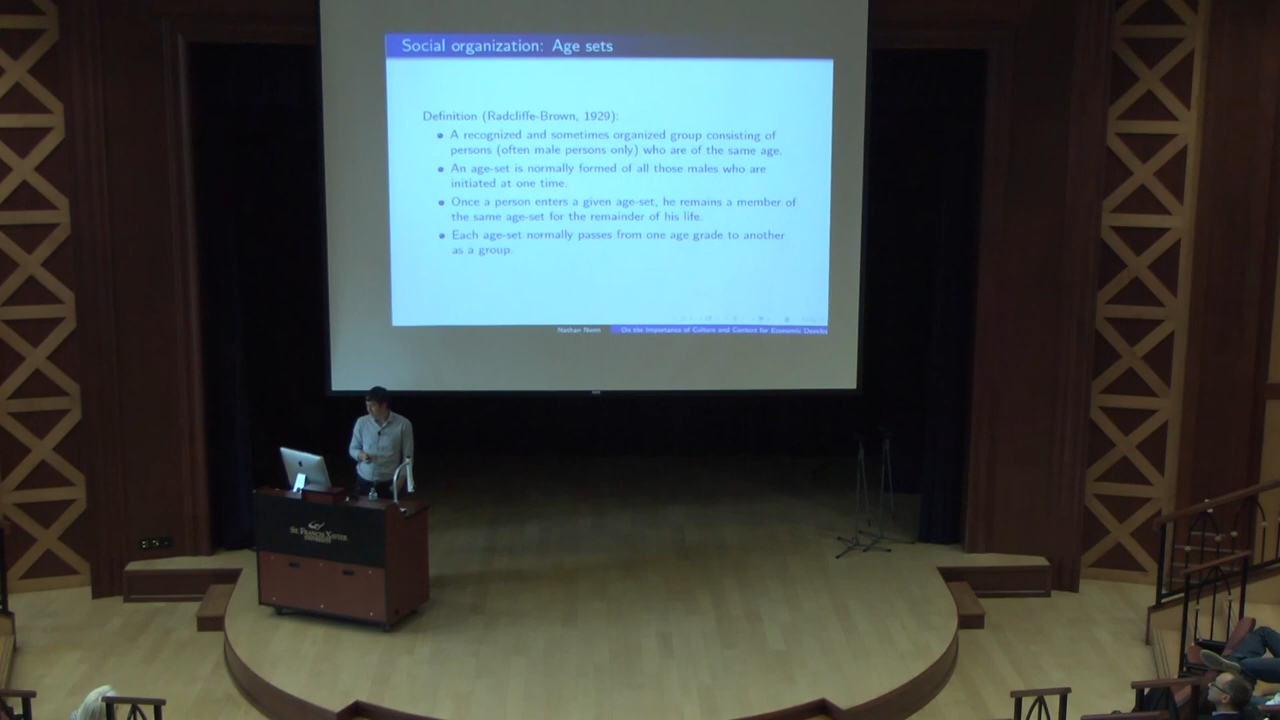 Social organization: Age sets
Definition (Radcliffe-Brown, 1929):
A recognized and sometimes organized group consisting of
persons (often male persons only) who are of the same age.
An age-set is normally formed of all those males who are
initiated at one time.
Once a person enters a given age-set, he remains a member of
the same age-set for the remainder of his life.
Each age-set normally passes from one age grade to another
as a group.
Nathan Nunn On the Importance of Culture and Context for Economic Develo
St. Francis Xavier
University